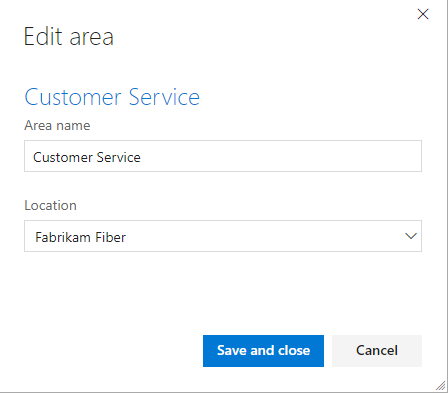 Edit area
Customer Service
Area name
Customer Service
Location
Fabrikam Fiber
Save and close
Cancel